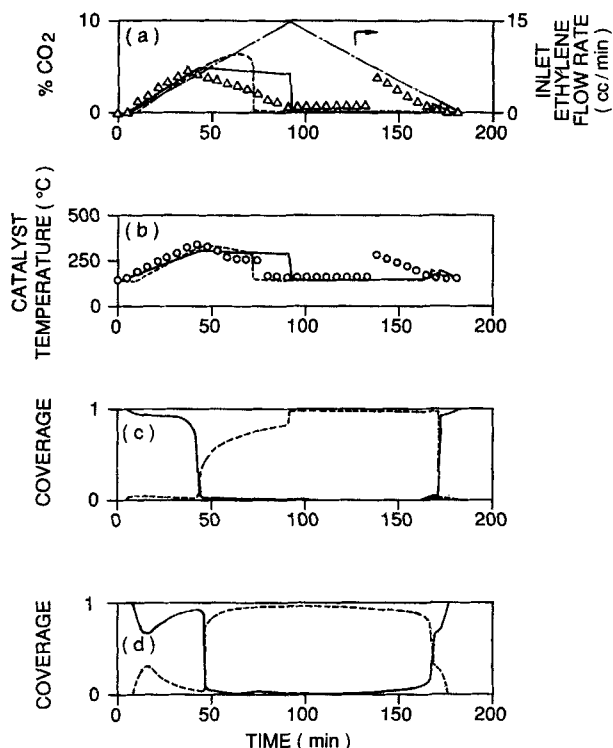 % CO2
10
5
0
(a)
15
0
INLET
ETHYLENE
FLOW RATE
(cc/min)
0 50 100 150 200
CATALYST
TEMPERATURE (°C)
500
250
0
(b)
0 50 100 150 200
COVERAGE
1
0
(c)
0 50 100 150 200
COVERAGE
1
0
(d)
0 50 100 150 200
TIME (min)